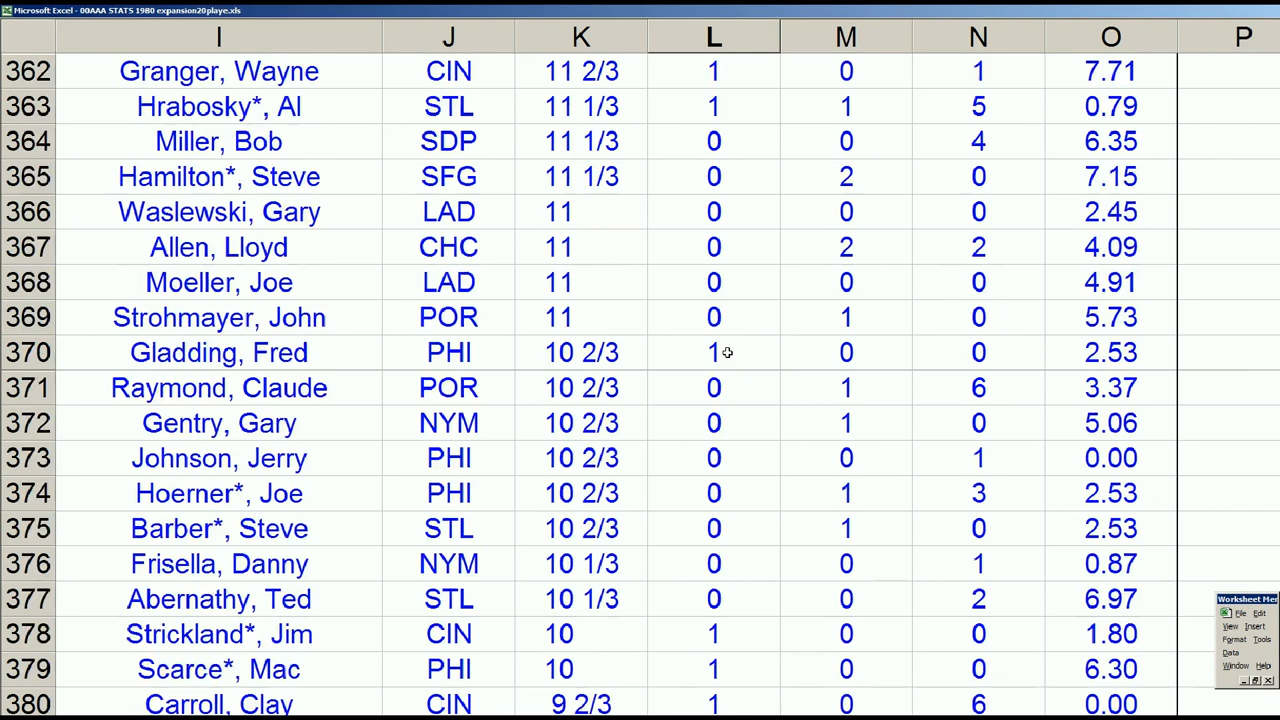 Microsoft Excel - 00AAA STATS 1980 expansion20playe.xls
I J K L M N O P
362 Granger, Wayne CIN 11 2/3 1 0 1 7.71
363 Hrabosky*, Al STL 11 1/3 1 1 5 0.79
364 Miller, Bob SDP 11 1/3 0 0 4 6.35
365 Hamilton*, Steve SFG 11 1/3 0 2 0 7.15
366 Waslewski, Gary LAD 11 0 0 0 2.45
367 Allen, Lloyd CHC 11 0 2 2 4.09
368 Moeller, Joe LAD 11 0 0 0 4.91
369 Strohmayer, John POR 11 0 1 0 5.73
370 Gladding, Fred PHI 10 2/3 1 0 0 2.53
371 Raymond, Claude POR 10 2/3 0 1 6 3.37
372 Gentry, Gary NYM 10 2/3 0 1 0 5.06
373 Johnson, Jerry PHI 10 2/3 0 0 1 0.00
374 Hoerner*, Joe PHI 10 2/3 0 1 3 2.53
375 Barber*, Steve STL 10 2/3 0 1 0 2.53
376 Frisella, Danny NYM 10 1/3 0 0 1 0.87
377 Abernathy, Ted STL 10 1/3 0 0 2 6.97
378 Strickland*, Jim CIN 10 1 0 0 1.80
379 Scarce*, Mac PHI 10 1 0 0 6.30
380 Carroll, Clay CIN 9 2/3 1 0 6 0.00
Worksheet Mer
File Edit
View Insert
Format Tools
Data
Window Help